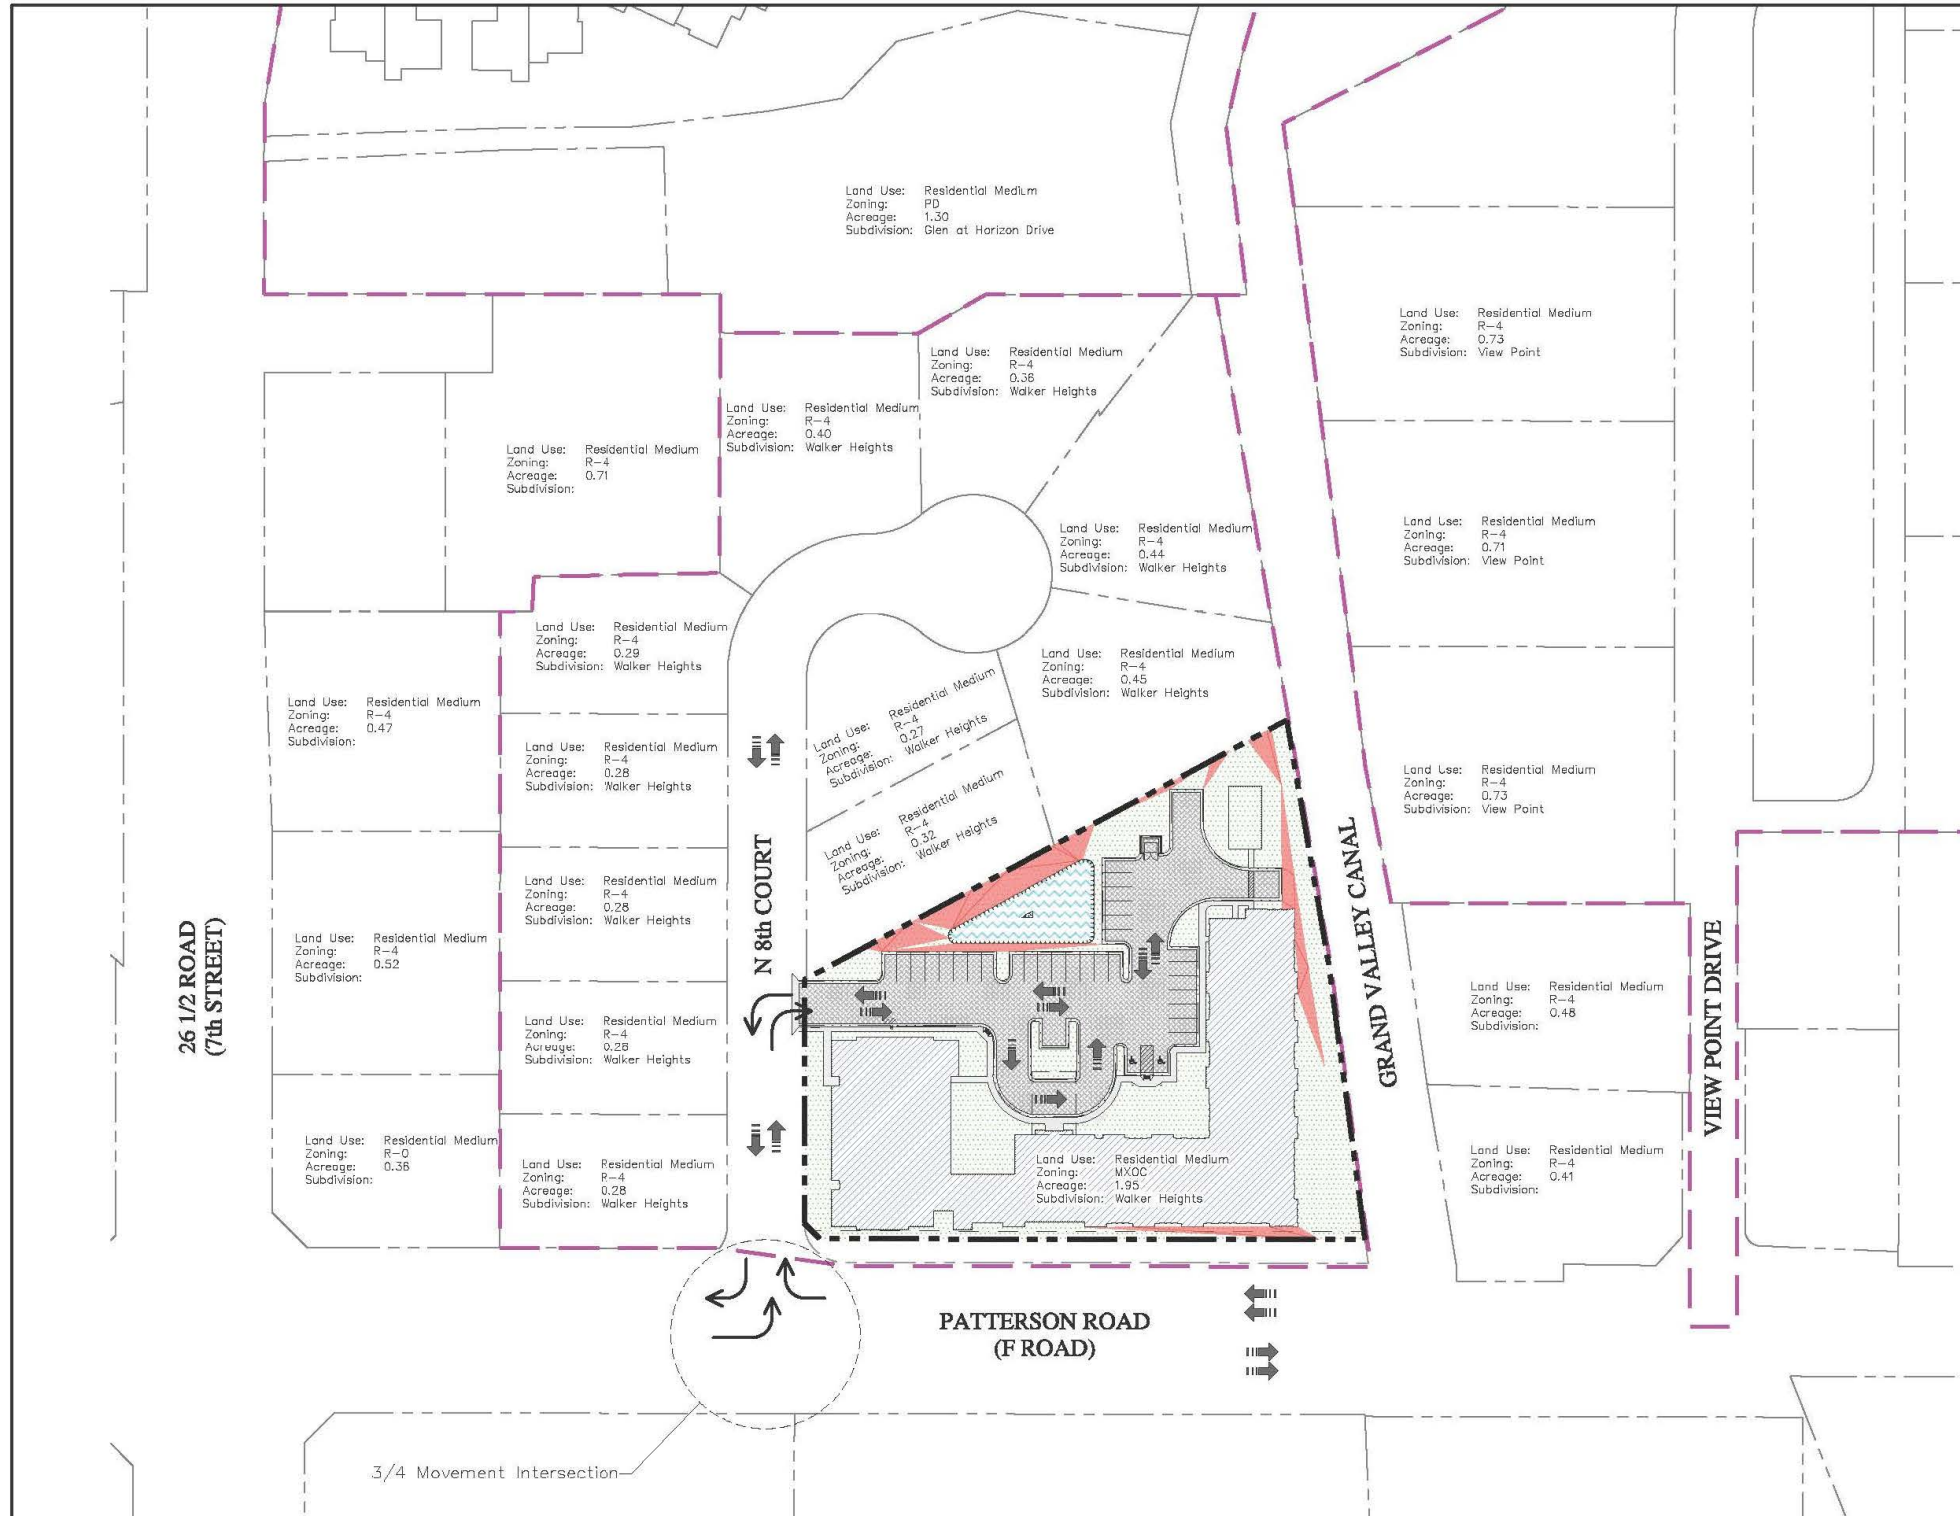 Land Use: Residential Medium
Zoning: PD
Acreage: 1.30
Subdivision: Glen at Horizon Drive
Land Use: Residential Medium
Zoning: R-4
Acreage: 0.73
Subdivision: View Point
Land Use: Residential Medium
Zoning: R-4
Acreage: 0.36
Subdivision: Walker Heights
Land Use: Residential Medium
Zoning: R-4
Acreage: 0.40
Subdivision: Walker Heights
Land Use: Residential Medium
Zoning: R-4
Acreage: 0.71
Subdivision:
Land Use: Residential Medium
Zoning: R-4
Acreage: 0.71
Subdivision: View Point
Land Use: Residential Medium
Zoning: R-4
Acreage: 0.44
Subdivision: Walker Heights
Land Use: Residential Medium
Zoning: R-4
Acreage: 0.29
Subdivision: Walker Heights
Land Use: Residential Medium
Zoning: R-4
Acreage: 0.45
Subdivision: Walker Heights
Land Use: Residential Medium
Zoning: R-4
Acreage: 0.27
Subdivision: Walker Heights
Land Use: Residential Medium
Zoning: R-4
Acreage: 0.47
Subdivision:
Land Use: Residential Medium
Zoning: R-4
Acreage: 0.28
Subdivision: Walker Heights
Land Use: Residential Medium
Zoning: R-4
Acreage: 0.73
Subdivision: View Point
Land Use: Residential Medium
Zoning: R-4
Acreage: 0.32
Subdivision: Walker Heights
N 8th COURT
GRAND VALLEY CANAL
Land Use: Residential Medium
Zoning: R-4
Acreage: 0.28
Subdivision: Walker Heights
26 1/2 ROAD
(7th STREET)
Land Use: Residential Medium
Zoning: R-4
Acreage: 0.52
Subdivision:
VIEW POINT DRIVE
Land Use: Residential Medium
Zoning: R-4
Acreage: 0.48
Subdivision:
Land Use: Residential Medium
Zoning: R-4
Acreage: 0.28
Subdivision: Walker Heights
Land Use: Residential Medium
Zoning: R-O
Acreage: 0.36
Subdivision:
Land Use: Residential Medium
Zoning: R-4
Acreage: 0.28
Subdivision: Walker Heights
Land Use: Residential Medium
Zoning: MXOC
Acreage: 1.95
Subdivision: Walker Heights
Land Use: Residential Medium
Zoning: R-4
Acreage: 0.41
Subdivision:
PATTERSON ROAD
(F ROAD)
3/4 Movement Intersection